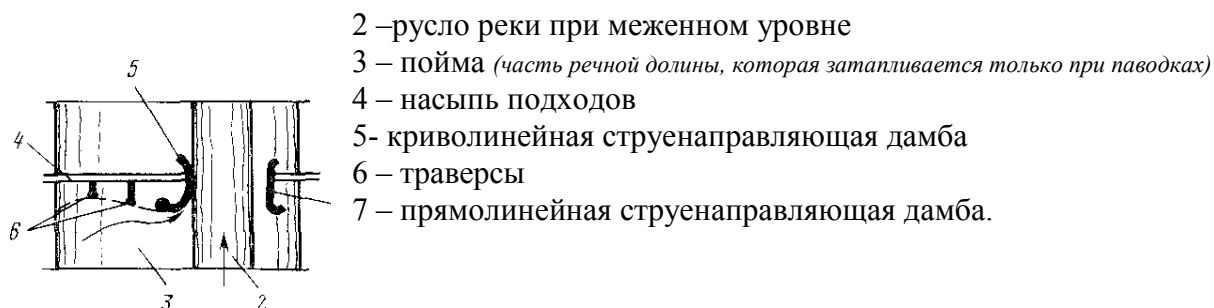 2 –русло реки при меженном уровне
3 – пойма (часть речной долины, которая затапливается только при паводках)
4 – насыпь подходов
5- криволинейная струенаправляющая дамба
6 – траверсы
7 – прямолинейная струенаправляющая дамба.
5
4
6
3
2